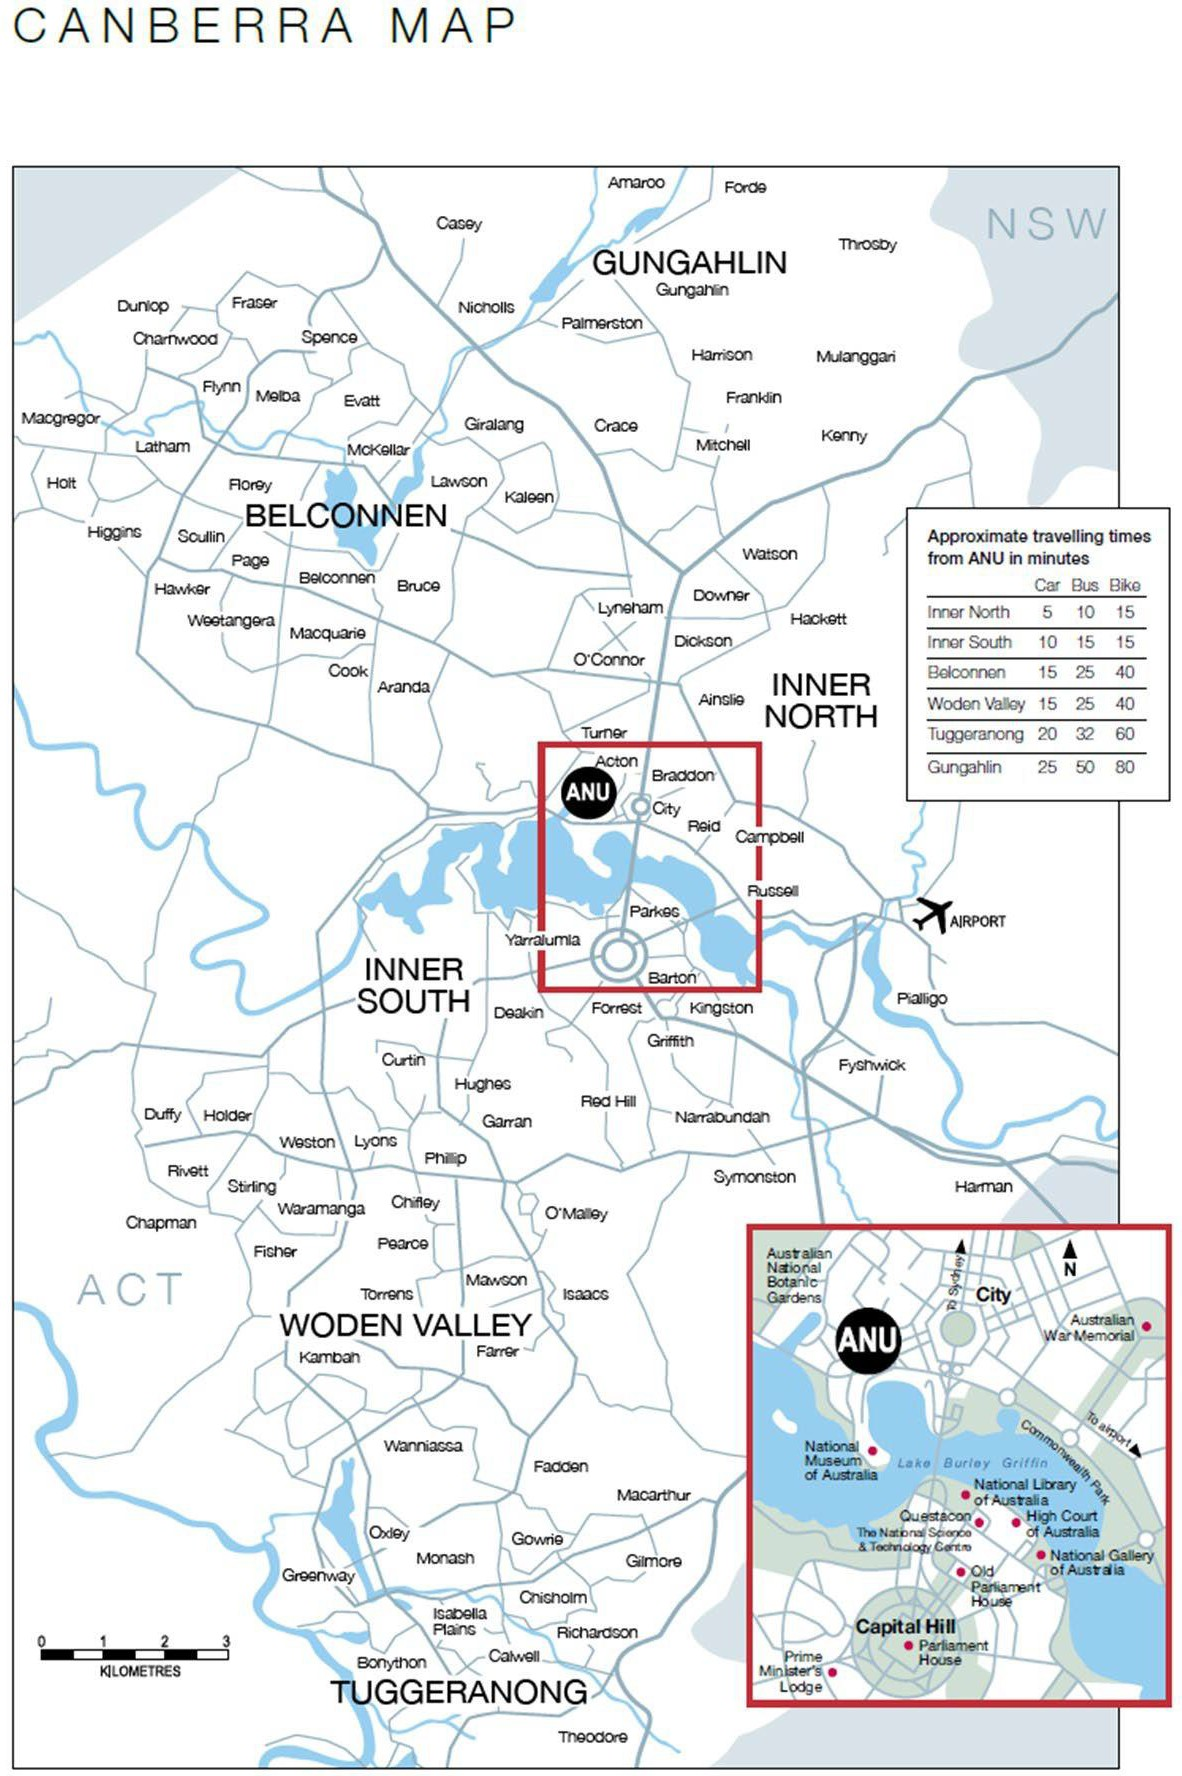 CANBERRA MAP
Amaroo
Forde
NSW
Casey
Throsby
GUNGAHLIN
Gungahlin
Dunlop
Fraser
Nicholls
Charnwood
Spence
Palmerston
Harrison
Mulanggari
Flynn
Melba
Evatt
Franklin
Macgregor
Giralang
Crace
Kenny
Latham
McKellar
Mitchell
Holt
Florey
Lawson
Kaleen
BELCONNEN
Higgins
Scullin
Page
Watson
Belconnen
Bruce
Hawker
Downer
Lyneham
Weetangera
Macquarie
Hackett
Dickson
O'Connor
Cook
Aranda
INNER
NORTH
Ainslie
Turner
Acton
Braddon
ANU
City
Reid
Campbell
Russell
Parkes
AIRPORT
Yarralumla
INNER
SOUTH
Barton
Pialligo
Deakin
Forrest
Kingston
Griffith
Curtin
Fyshwick
Hughes
Red Hill
Duffy
Holder
Garran
Narrabundah
Weston
Lyons
Phillip
Rivett
Symonston
Stirling
Harman
Waramanga
Chifley
O'Malley
Chapman
Fisher
Pearce
ACT
Mawson
Torrens
Isaacs
WODEN VALLEY
Kambah
Farrer
Wanniassa
Fadden
Macarthur
Oxley
Gowrie
Monash
Gilmore
Greenway
Chisholm
Isabella
Plains
Richardson
Calwell
Bonython
TUGGERANONG
Theodore
0 1 2 3
KILOMETRES
Approximate travelling times
from ANU in minutes
Car Bus Bike
Inner North 5 10 15
Inner South 10 15 15
Belconnen 15 25 40
Woden Valley 15 25 40
Tuggeranong 20 32 60
Gungahlin 25 50 80
Australian
National
Botanic
Gardens
To Sydney
N
City
ANU
Australian
War Memorial
To airport
Commonwealth Park
National
Museum
of Australia
Lake Burley Griffin
National Library
of Australia
Questacon
The National Science
& Technology Centre
High Court
of Australia
National Gallery
of Australia
Old
Parliament
House
Capital Hill
Parliament
House
Prime
Minister's
Lodge